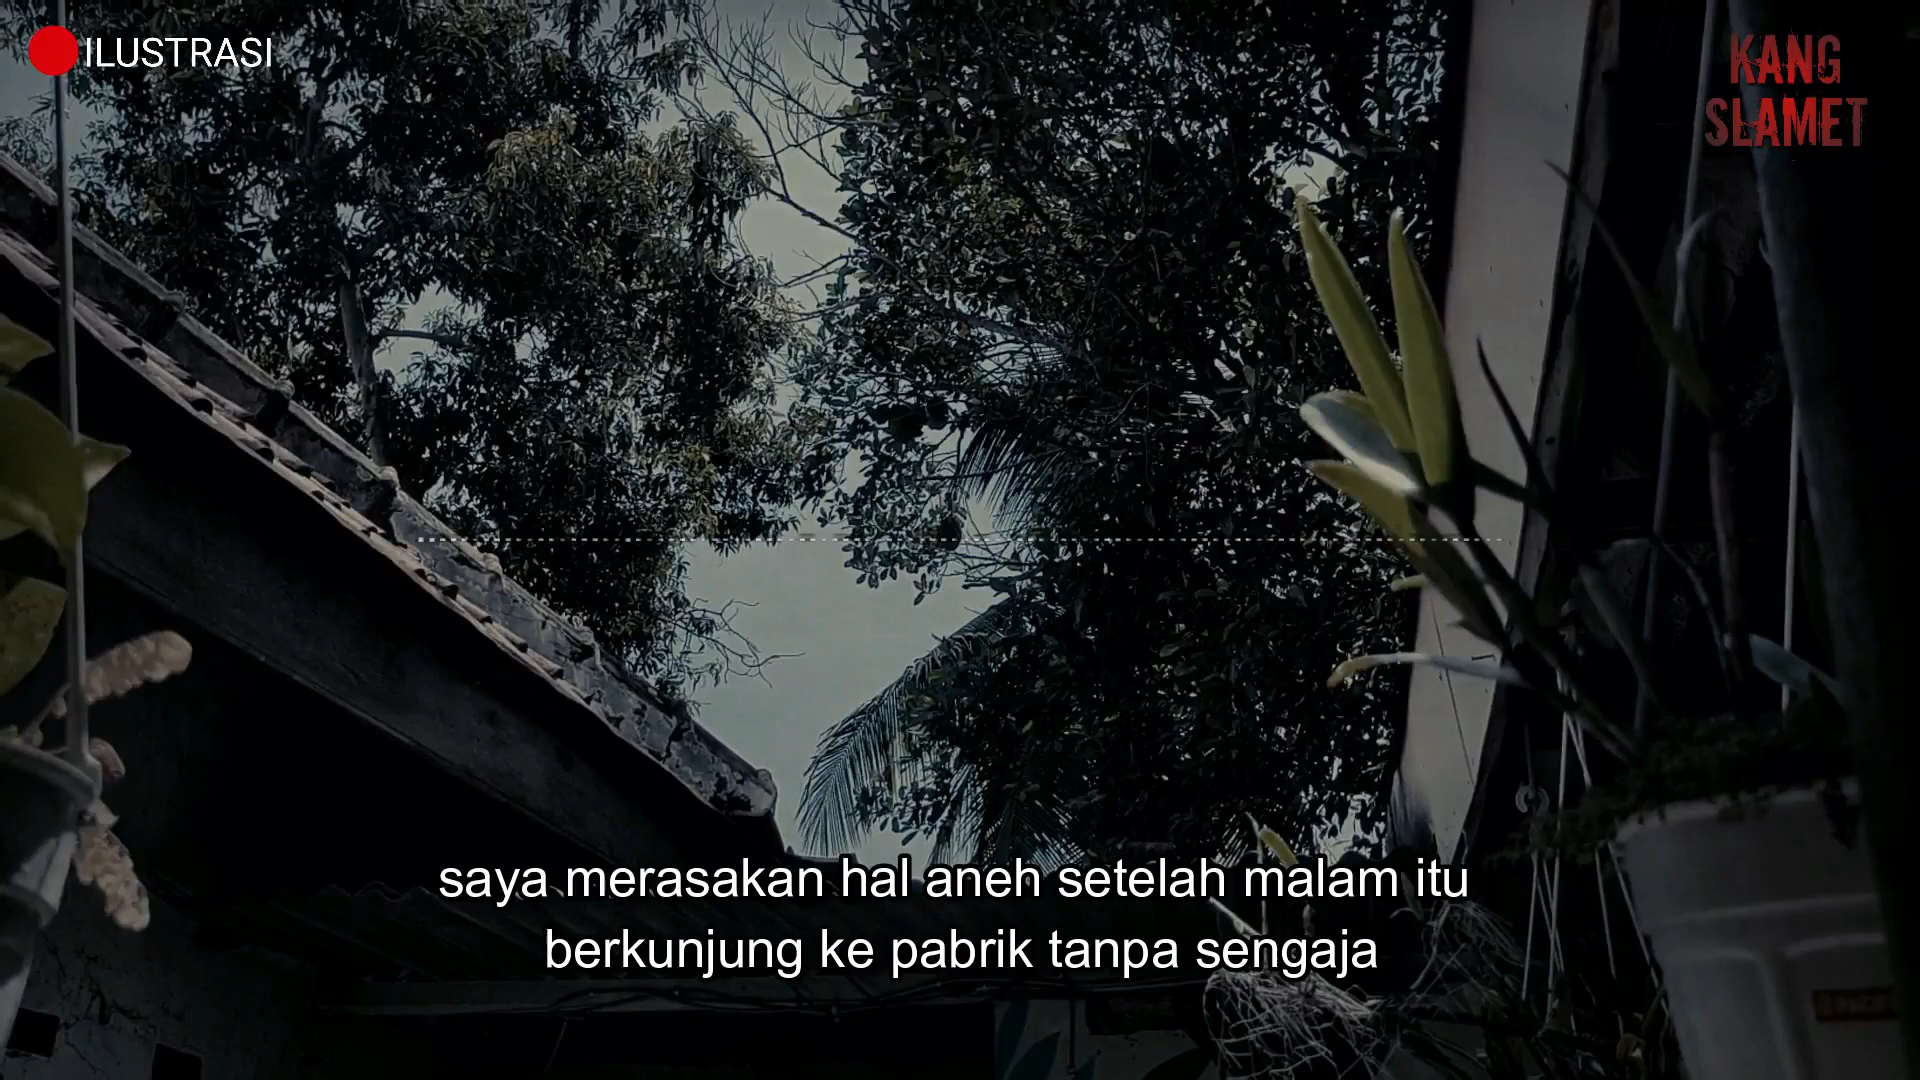 ILUSTRASI
KANG
SLAMET
saya merasakan hal aneh setelah malam itu
berkunjung ke pabrik tanpa sengaja